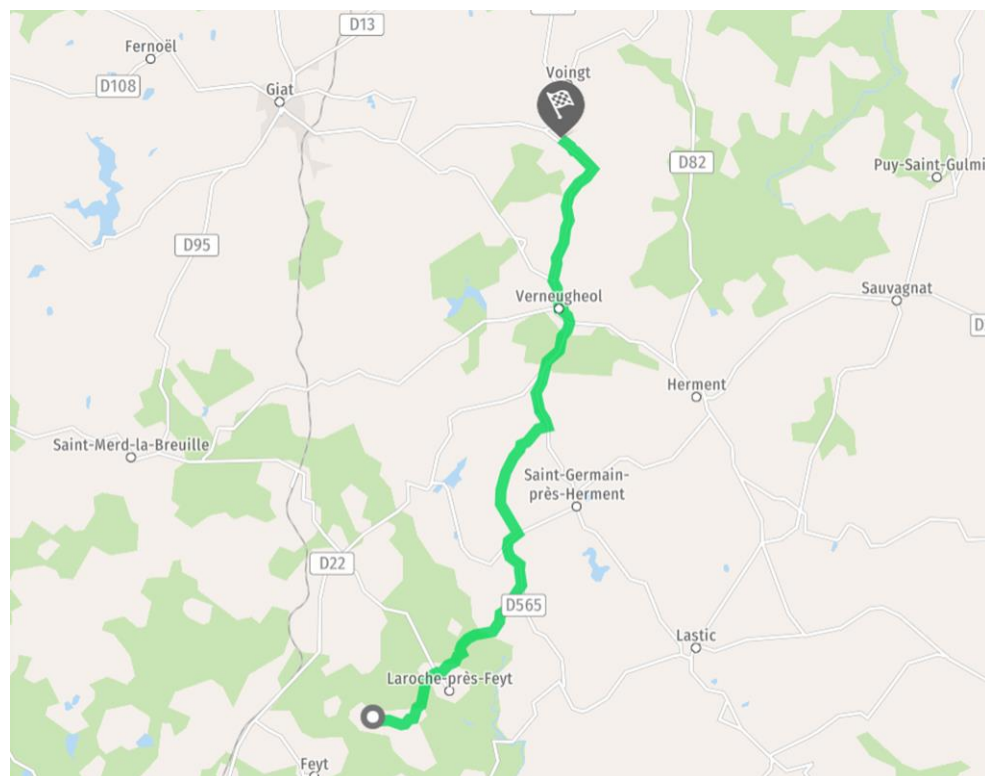 D13
Fernoël
Voingt
D108
Giat
D82
Puy-Saint-Gulmi
D95
Sauvagnat
Verneugheol
D
Herment
Saint-Merd-la-Breuille
Saint-Germain-
près-Herment
D22
D565
Lastic
Laroche-près-Feyt
Feyt